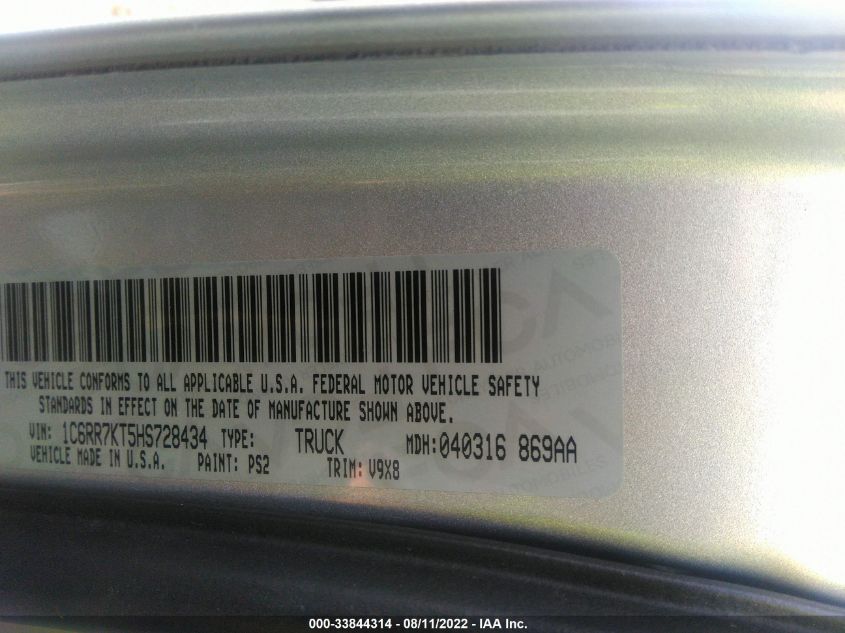 THIS VEHICLE CONFORMS TO ALL APPLICABLE U.S.A. FEDERAL MOTOR VEHICLE SAFETY
STANDARDS IN EFFECT ON THE DATE OF MANUFACTURE SHOWN ABOVE.
VIN: 1C6RR7KT5HS728434 TYPE: TRUCK MDH:040316 869AA
VEHICLE MADE IN U.S.A. PAINT: PS2 TRIM: V9X8
000-33844314 - 08/11/2022 - IAA Inc.